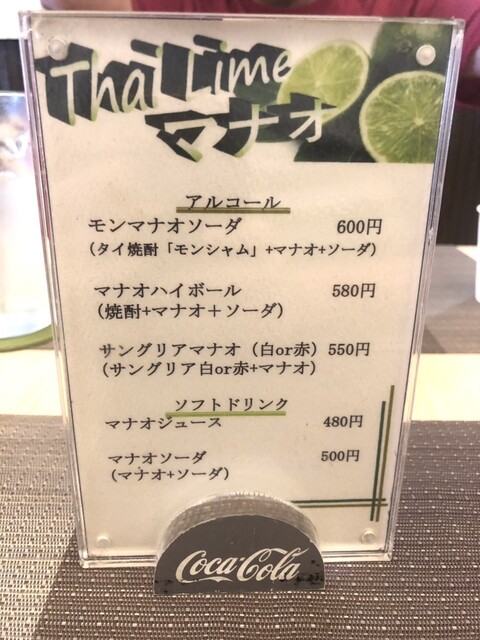 Thai Lime
マナオ
アルコール
モンマナオソーダ 600円
(タイ焼酎「モンシャム」+マナオ+ソーダ)
マナオハイボール 580円
(焼酎+マナオ+ソーダ)
サングリアマナオ(白or赤) 550円
(サングリア白or赤+マナオ)
ソフトドリンク
マナオジュース 480円
マナオソーダ 500円
(マナオ+ソーダ)
Coca-Cola